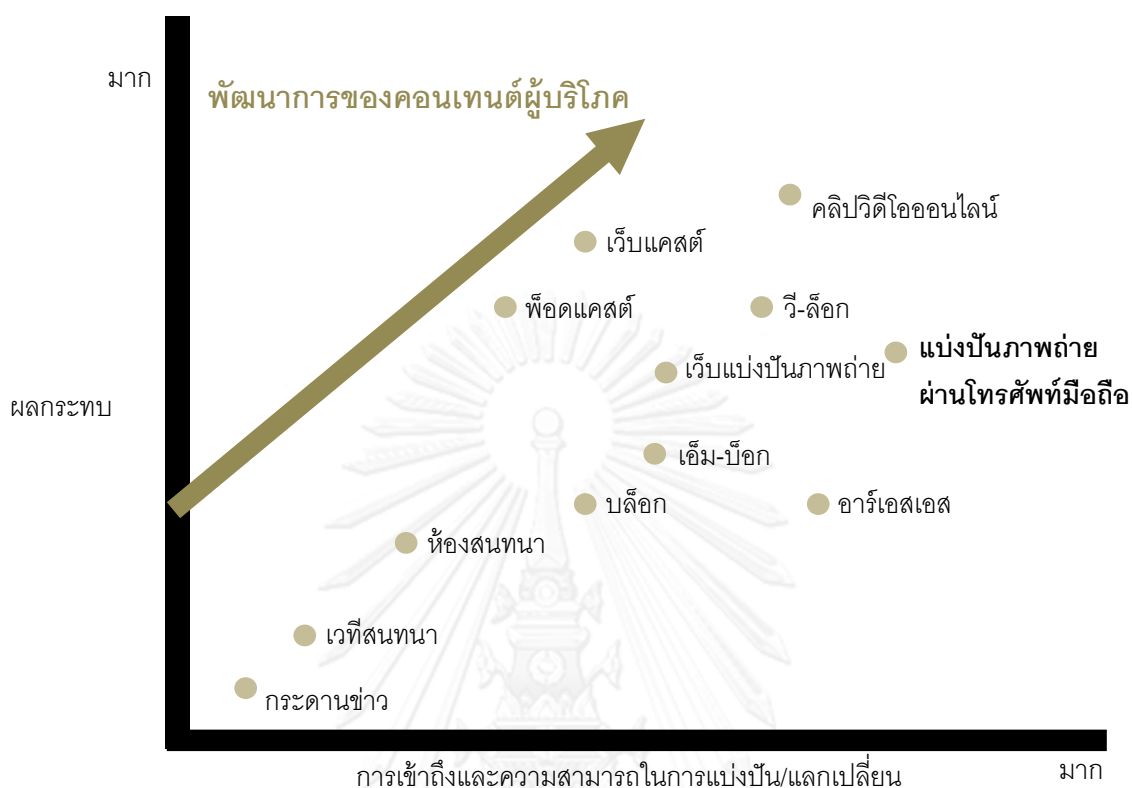 มาก
พัฒนาการของคอนเทนต์ผู้บริโภค
คลิปวิดีโอออนไลน์
เว็บแคสต์
พ็อดแคสต์
วี-ล็อก
แบ่งปันภาพถ่าย
ผ่านโทรศัพท์มือถือ
เว็บแบ่งปันภาพถ่าย
ผลกระทบ
เอ็ม-บ็อก
บล็อก
อาร์เอสเอส
ห้องสนทนา
เวทีสนทนา
กระดานข่าว
การเข้าถึงและความสามารถในการแบ่งปัน/แลกเปลี่ยน
มาก